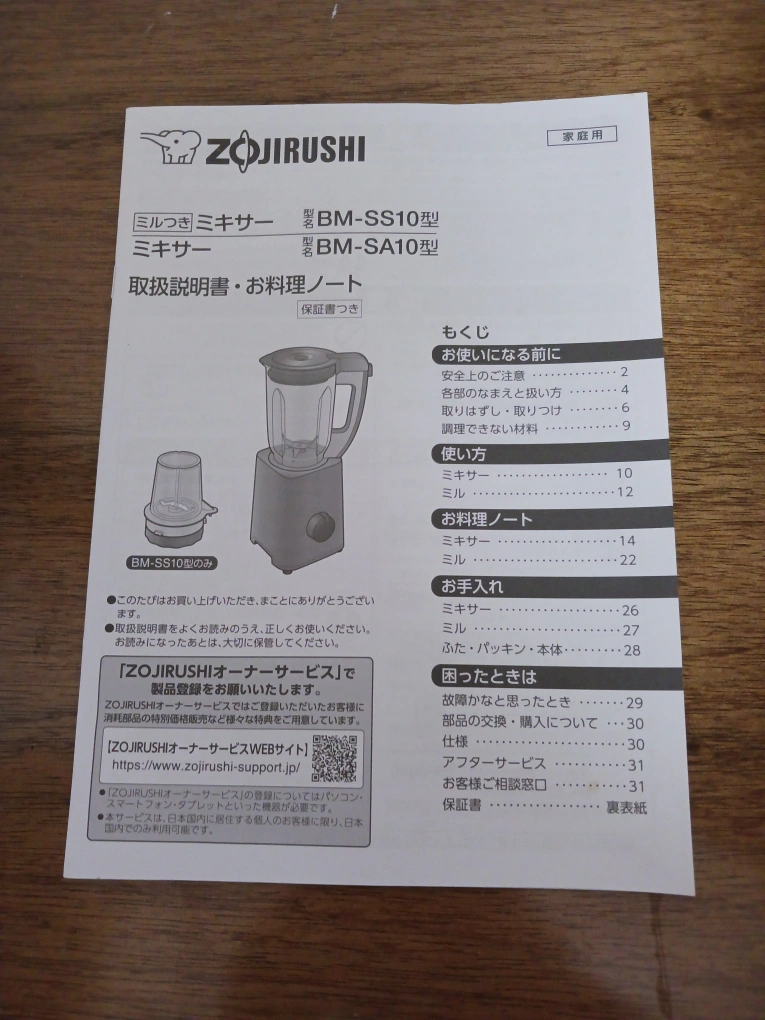 ZOJIRUSHI
家庭用
ミルつき ミキサー 型名 BM-SS10型
ミキサー 型名 BM-SA10型
取扱説明書・お料理ノート
保証書つき
BM-SS10型のみ
●このたびはお買い上げいただき、まことにありがとうござい
ます。
●取扱説明書をよくお読みのうえ、正しくお使いください。
お読みになったあとは、大切に保管してください。
「ZOJIRUSHIオーナーサービス」で
製品登録をお願いいたします。
ZOJIRUSHIオーナーサービスではご登録いただいたお客様に
消耗部品の特別価格販売など様々な特典をご用意しています。
【ZOJIRUSHIオーナーサービスWEBサイト】
https://www.zojirushi-support.jp/
●「ZOJIRUSHIオーナーサービス」の登録についてはパソコン・
スマートフォン・タブレットといった機器が必要です。
●本サービスは、日本国内に居住する個人のお客様に限り、日本
国内でのみ利用可能です。
もくじ
お使いになる前に
安全上のご注意 ·············· 2
各部のなまえと扱い方 ········ 4
取りはずし・取りつけ ········ 6
調理できない材料 ············ 9
使い方
ミキサー ··················· 10
ミル ························ 12
お料理ノート
ミキサー ···················· 14
ミル ························ 22
お手入れ
ミキサー ···················· 26
ミル ························ 27
ふた・パッキン・本体········· 28
困ったときは
故障かなと思ったとき ······· 29
部品の交換・購入について ··· 30
仕様 ························ 30
アフターサービス ··········· 31
お客様ご相談窓口 ··········· 31
保証書 ·················· 裏表紙